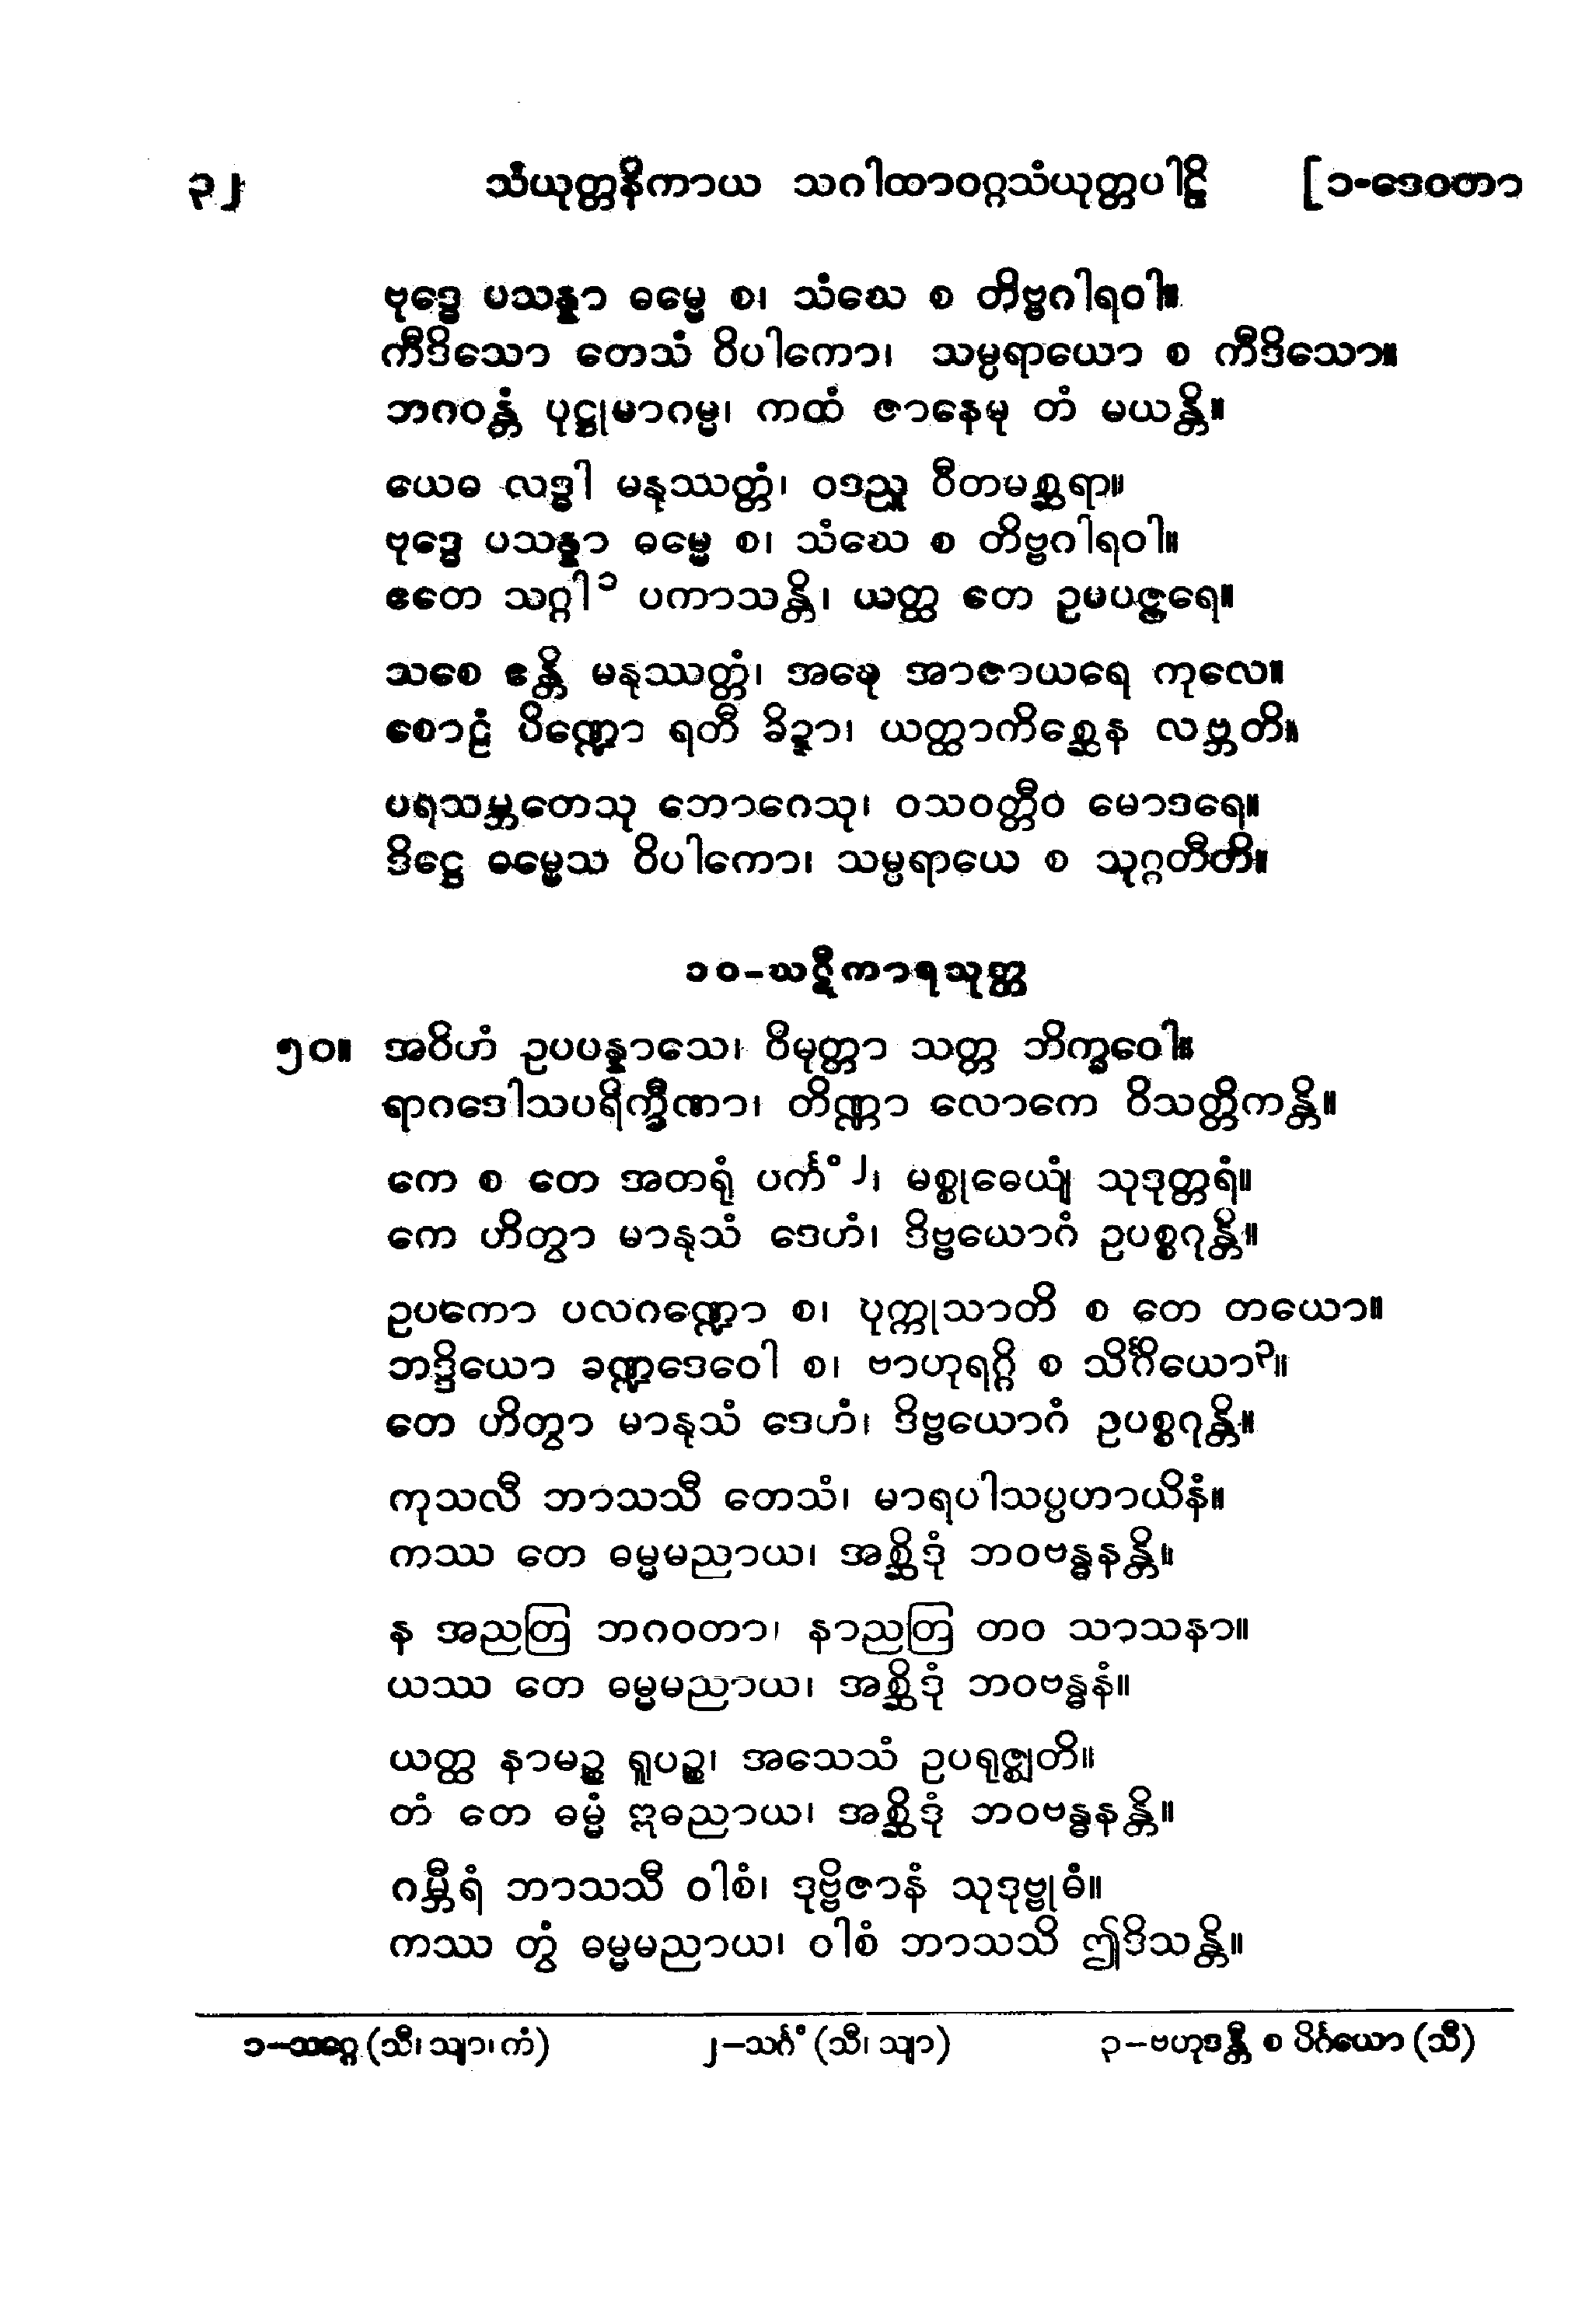 ၃၂ သံယုတ္တနိကာယ သဂါထာဝဂ္ဂသံယုတ္တပါဠိ [၁-ဒေဝတာ
ဗုဒ္ဓေ ပသန္နာ ဓမ္မေ စ၊ သံဃေ စ တိဗ္ဗဂါရဝါ။
ကီဒိသော တေသံ ဝိပါကော၊ သမ္ပရာယော စ ကီဒိသော။
ဘဂဝန္တံ ပုဋ္ဌုမာဂမ္မ၊ ကထံ ဇာနေမု တံ မယန္တိ။
ယေဓ လဒ္ဓါ မနုဿတ္တံ၊ ဝဒညူ ဝီတမစ္ဆရာ။
ဗုဒ္ဓေ ပသန္နာ ဓမ္မေ စ၊ သံဃေ စ တိဗ္ဗဂါရဝါ။
ဧတေ သဂ္ဂါ ၁ ပကာသန္တိ၊ ယတ္ထ တေ ဥမပဇ္ဇရေ။
သစေ ဧန္တိ မနုဿတ္တံ၊ အဍ္ဎေ အာဇာယရေ ကုလေ။
စောဠံ ပိဏ္ဍော ရတီ ခိဍ္ဍာ၊ ယတ္ထာကိစ္ဆေန လဗ္ဘတိ။
ပရသမ္ဘတေသု ဘောဂေသု၊ ဝသဝတ္တီဝ မောဒရေ။
ဒိဋ္ဌေ ဓမ္မေသ ဝိပါကော၊ သမ္ပရာယေ စ သုဂ္ဂတီတိ။
၁၀-ဃဋီကာရသုတ္တ
၅၀။ အဝိဟံ ဥပပန္နာသေ၊ ဝိမုတ္တာ သတ္တ ဘိက္ခဝေါ။
ရာဂဒေါသပရိက္ခီဏာ၊ တိဏ္ဏာ လောကေ ဝိသတ္တိကန္တိ။
ကေ စ တေ အတရုံ ပင်္ကံ ၂၊ မစ္စုဓေယျံ သုဒုတ္တရံ။
ကေ ဟိတွာ မာနုသံ ဒေဟံ၊ ဒိဗ္ဗယောဂံ ဥပစ္စဂုန္တိ။
ဥပကော ပလဂဏ္ဍော စ၊ ပုက္ကုသာတိ စ တေ တယော။
ဘဒ္ဒိယော ခဏ္ဍဒေဝေါ စ၊ ဗာဟုရဂ္ဂိ စ သိင်္ဂိယော ၃။
တေ ဟိတွာ မာနုသံ ဒေဟံ၊ ဒိဗ္ဗယောဂံ ဥပစ္စဂုန္တိ။
ကုသလီ ဘာသသီ တေသံ၊ မာရပါသပ္ပဟာယိနံ။
ကဿ တေ ဓမ္မမညာယ၊ အစ္ဆိဒုံ ဘဝဗန္ဓနန္တိ။
န အညတြ ဘဂဝတာ၊ နာညတြ တဝ သာသနာ။
ယဿ တေ ဓမ္မမညာယ၊ အစ္ဆိဒုံ ဘဝဗန္ဓနံ။
ယတ္ထ နာမဉ္စ ရူပဉ္စ၊ အသေသံ ဥပရုဇ္ဈတိ။
တံ တေ ဓမ္မံ ဣဓညာယ၊ အစ္ဆိဒုံ ဘဝဗန္ဓနန္တိ။
ဂမ္ဘီရံ ဘာသသီ ဝါစံ၊ ဒုဗ္ဗိဇာနံ သုဒုဗ္ဗုဓံ။
ကဿ တွံ ဓမ္မမညာယ၊ ဝါစံ ဘာသသိ ဤဒိသန္တိ။
၁-သဂ္ဂေ (သီ၊ သျာ၊ ကံ) ၂-သင်္ဂံ (သီ၊ သျာ) ၃-ဗဟုဒန္တီ စ ပိင်္ဂယော (သီ)